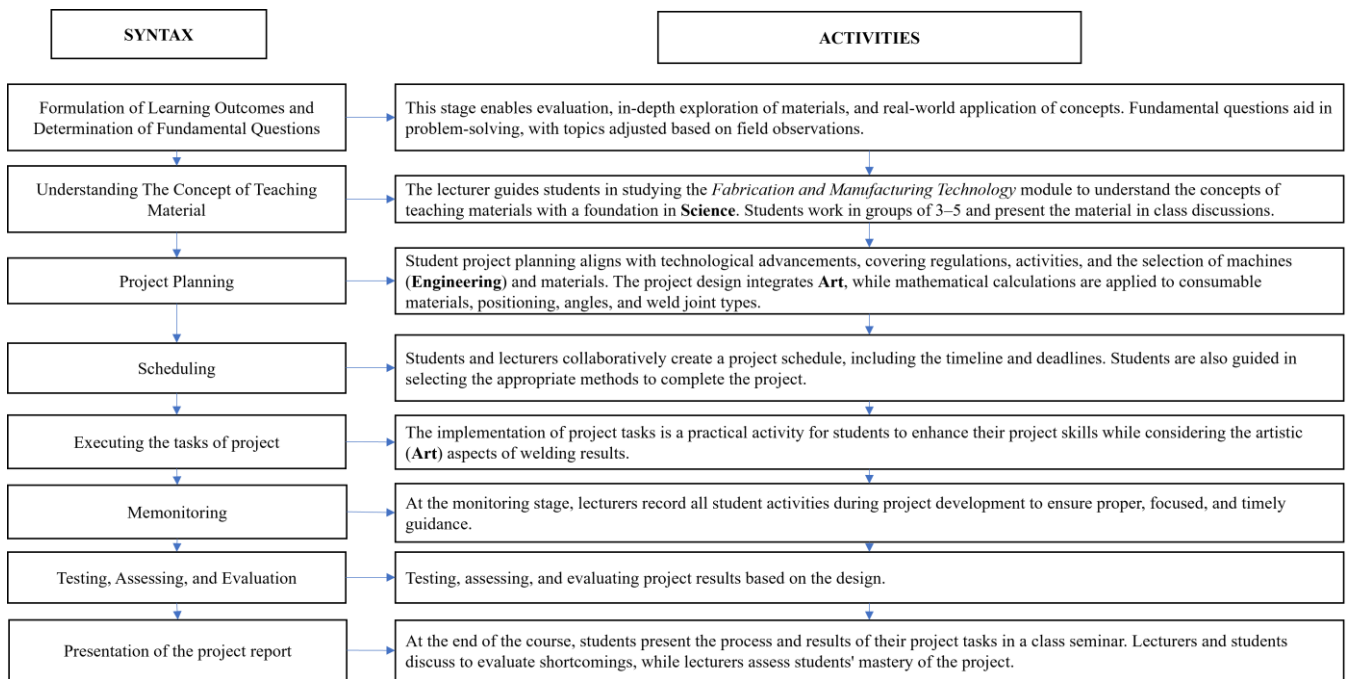 SYNTAX
ACTIVITIES
Formulation of Learning Outcomes and
Determination of Fundamental Questions
This stage enables evaluation, in-depth exploration of materials, and real-world application of concepts. Fundamental questions aid in
problem-solving, with topics adjusted based on field observations.
Understanding The Concept of Teaching
Material
The lecturer guides students in studying the Fabrication and Manufacturing Technology module to understand the concepts of
teaching materials with a foundation in Science. Students work in groups of 3–5 and present the material in class discussions.
Project Planning
Student project planning aligns with technological advancements, covering regulations, activities, and the selection of machines
(Engineering) and materials. The project design integrates Art, while mathematical calculations are applied to consumable
materials, positioning, angles, and weld joint types.
Scheduling
Students and lecturers collaboratively create a project schedule, including the timeline and deadlines. Students are also guided in
selecting the appropriate methods to complete the project.
Executing the tasks of project
The implementation of project tasks is a practical activity for students to enhance their project skills while considering the artistic
(Art) aspects of welding results.
Memonitoring
At the monitoring stage, lecturers record all student activities during project development to ensure proper, focused, and timely
guidance.
Testing, Assessing, and Evaluation
Testing, assessing, and evaluating project results based on the design.
Presentation of the project report
At the end of the course, students present the process and results of their project tasks in a class seminar. Lecturers and students
discuss to evaluate shortcomings, while lecturers assess students' mastery of the project.